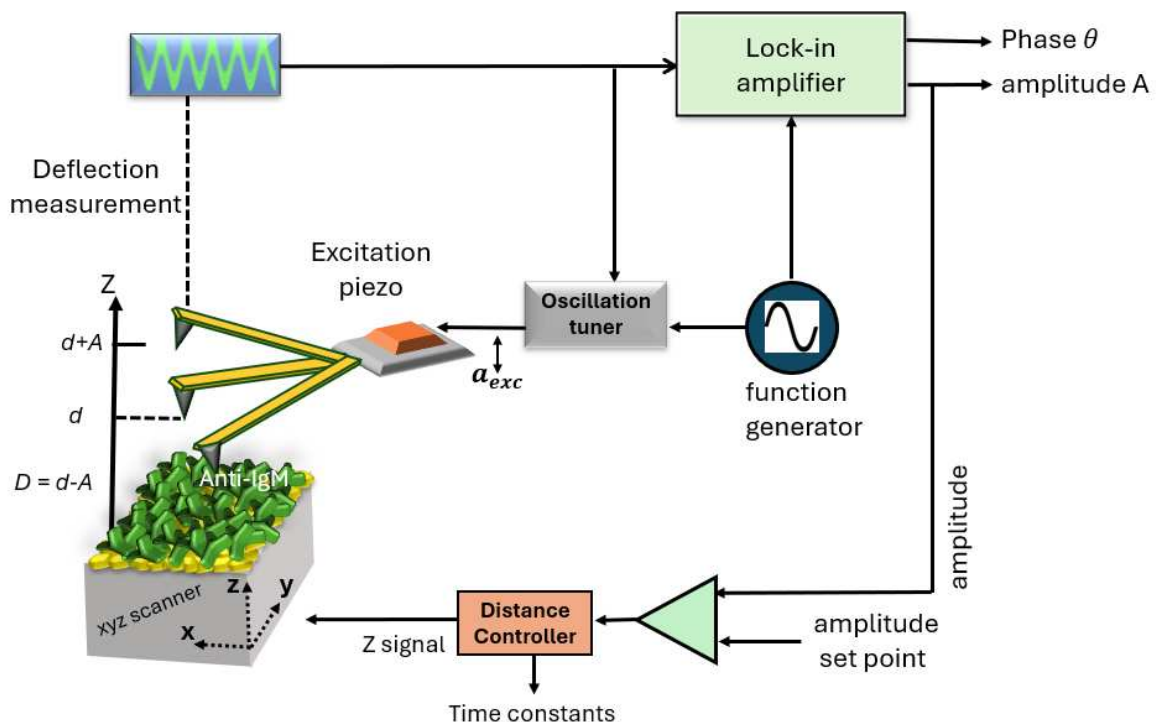 Lock-in
amplifier
Phase θ
amplitude A
Deflection
measurement
Excitation
piezo
Z
Oscillation
tuner
d+A
a_exc
function
generator
d
Anti-IgM
D = d-A
amplitude
xyz scanner
z
y
x
Distance
Controller
Z signal
amplitude
set point
Time constants